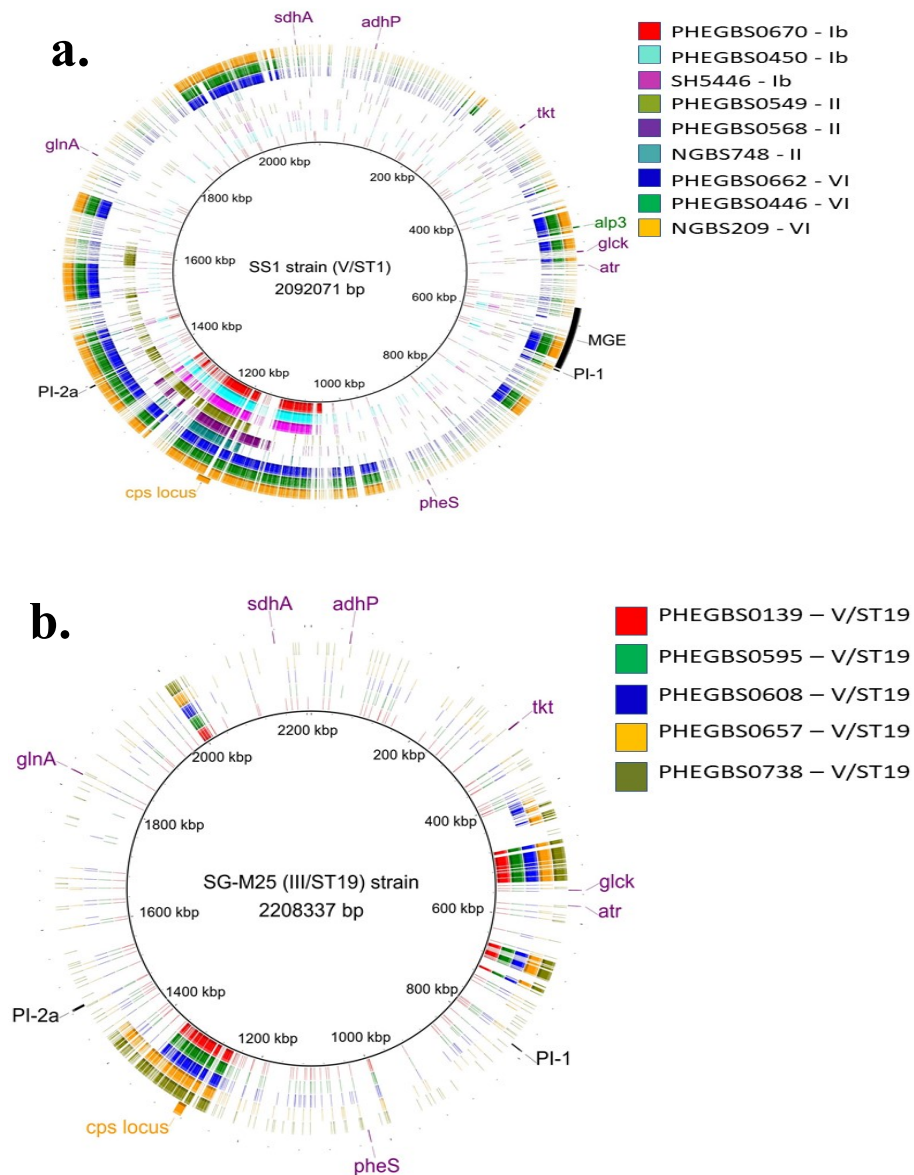 a.
sdhA
adhP
tkt
glnA
alp3
glck
atr
MGE
PI-1
PI-2a
cps locus
pheS
2000 kbp
200 kbp
1800 kbp
400 kbp
1600 kbp
600 kbp
1400 kbp
800 kbp
1200 kbp
1000 kbp
SS1 strain (V/ST1)
2092071 bp
PHEGBS0670 - Ib
PHEGBS0450 - Ib
SH5446 - Ib
PHEGBS0549 - II
PHEGBS0568 - II
NGBS748 - II
PHEGBS0662 - VI
PHEGBS0446 - VI
NGBS209 - VI
b.
sdhA
adhP
tkt
glnA
glck
atr
PI-1
PI-2a
cps locus
pheS
2200 kbp
2000 kbp
200 kbp
1800 kbp
400 kbp
1600 kbp
600 kbp
1400 kbp
800 kbp
1200 kbp
1000 kbp
SG-M25 (III/ST19) strain
2208337 bp
PHEGBS0139 – V/ST19
PHEGBS0595 – V/ST19
PHEGBS0608 – V/ST19
PHEGBS0657 – V/ST19
PHEGBS0738 – V/ST19